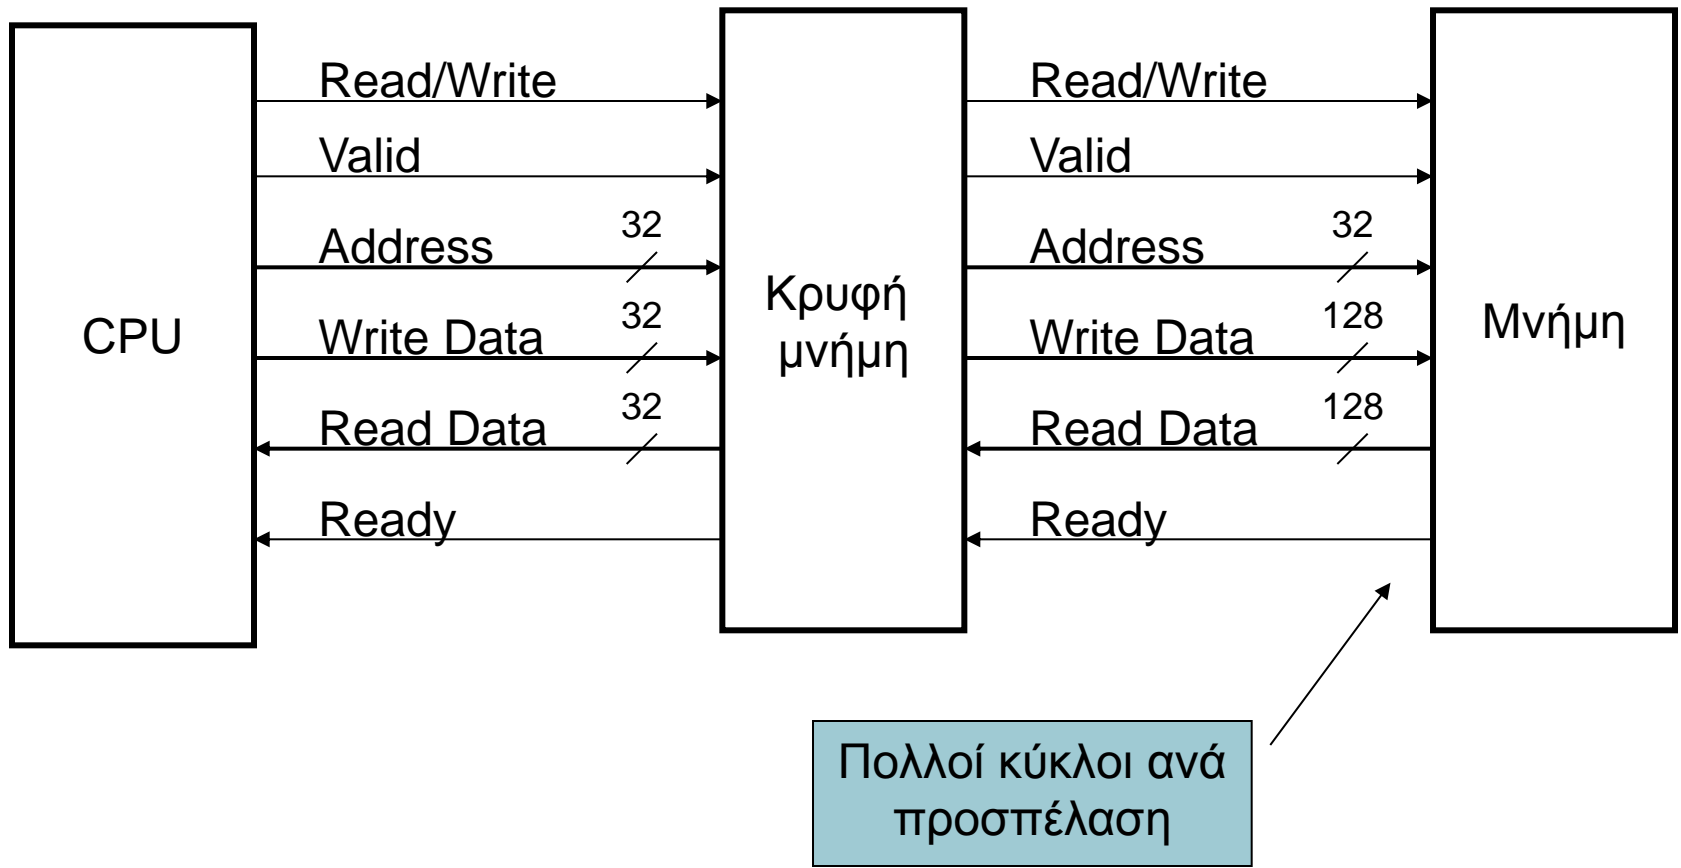 CPU
Read/Write
Valid
Address 32
Write Data 32
Read Data 32
Ready
Κρυφή
μνήμη
Read/Write
Valid
Address 32
Write Data 128
Read Data 128
Ready
Μνήμη
Πολλοί κύκλοι ανά
προσπέλαση